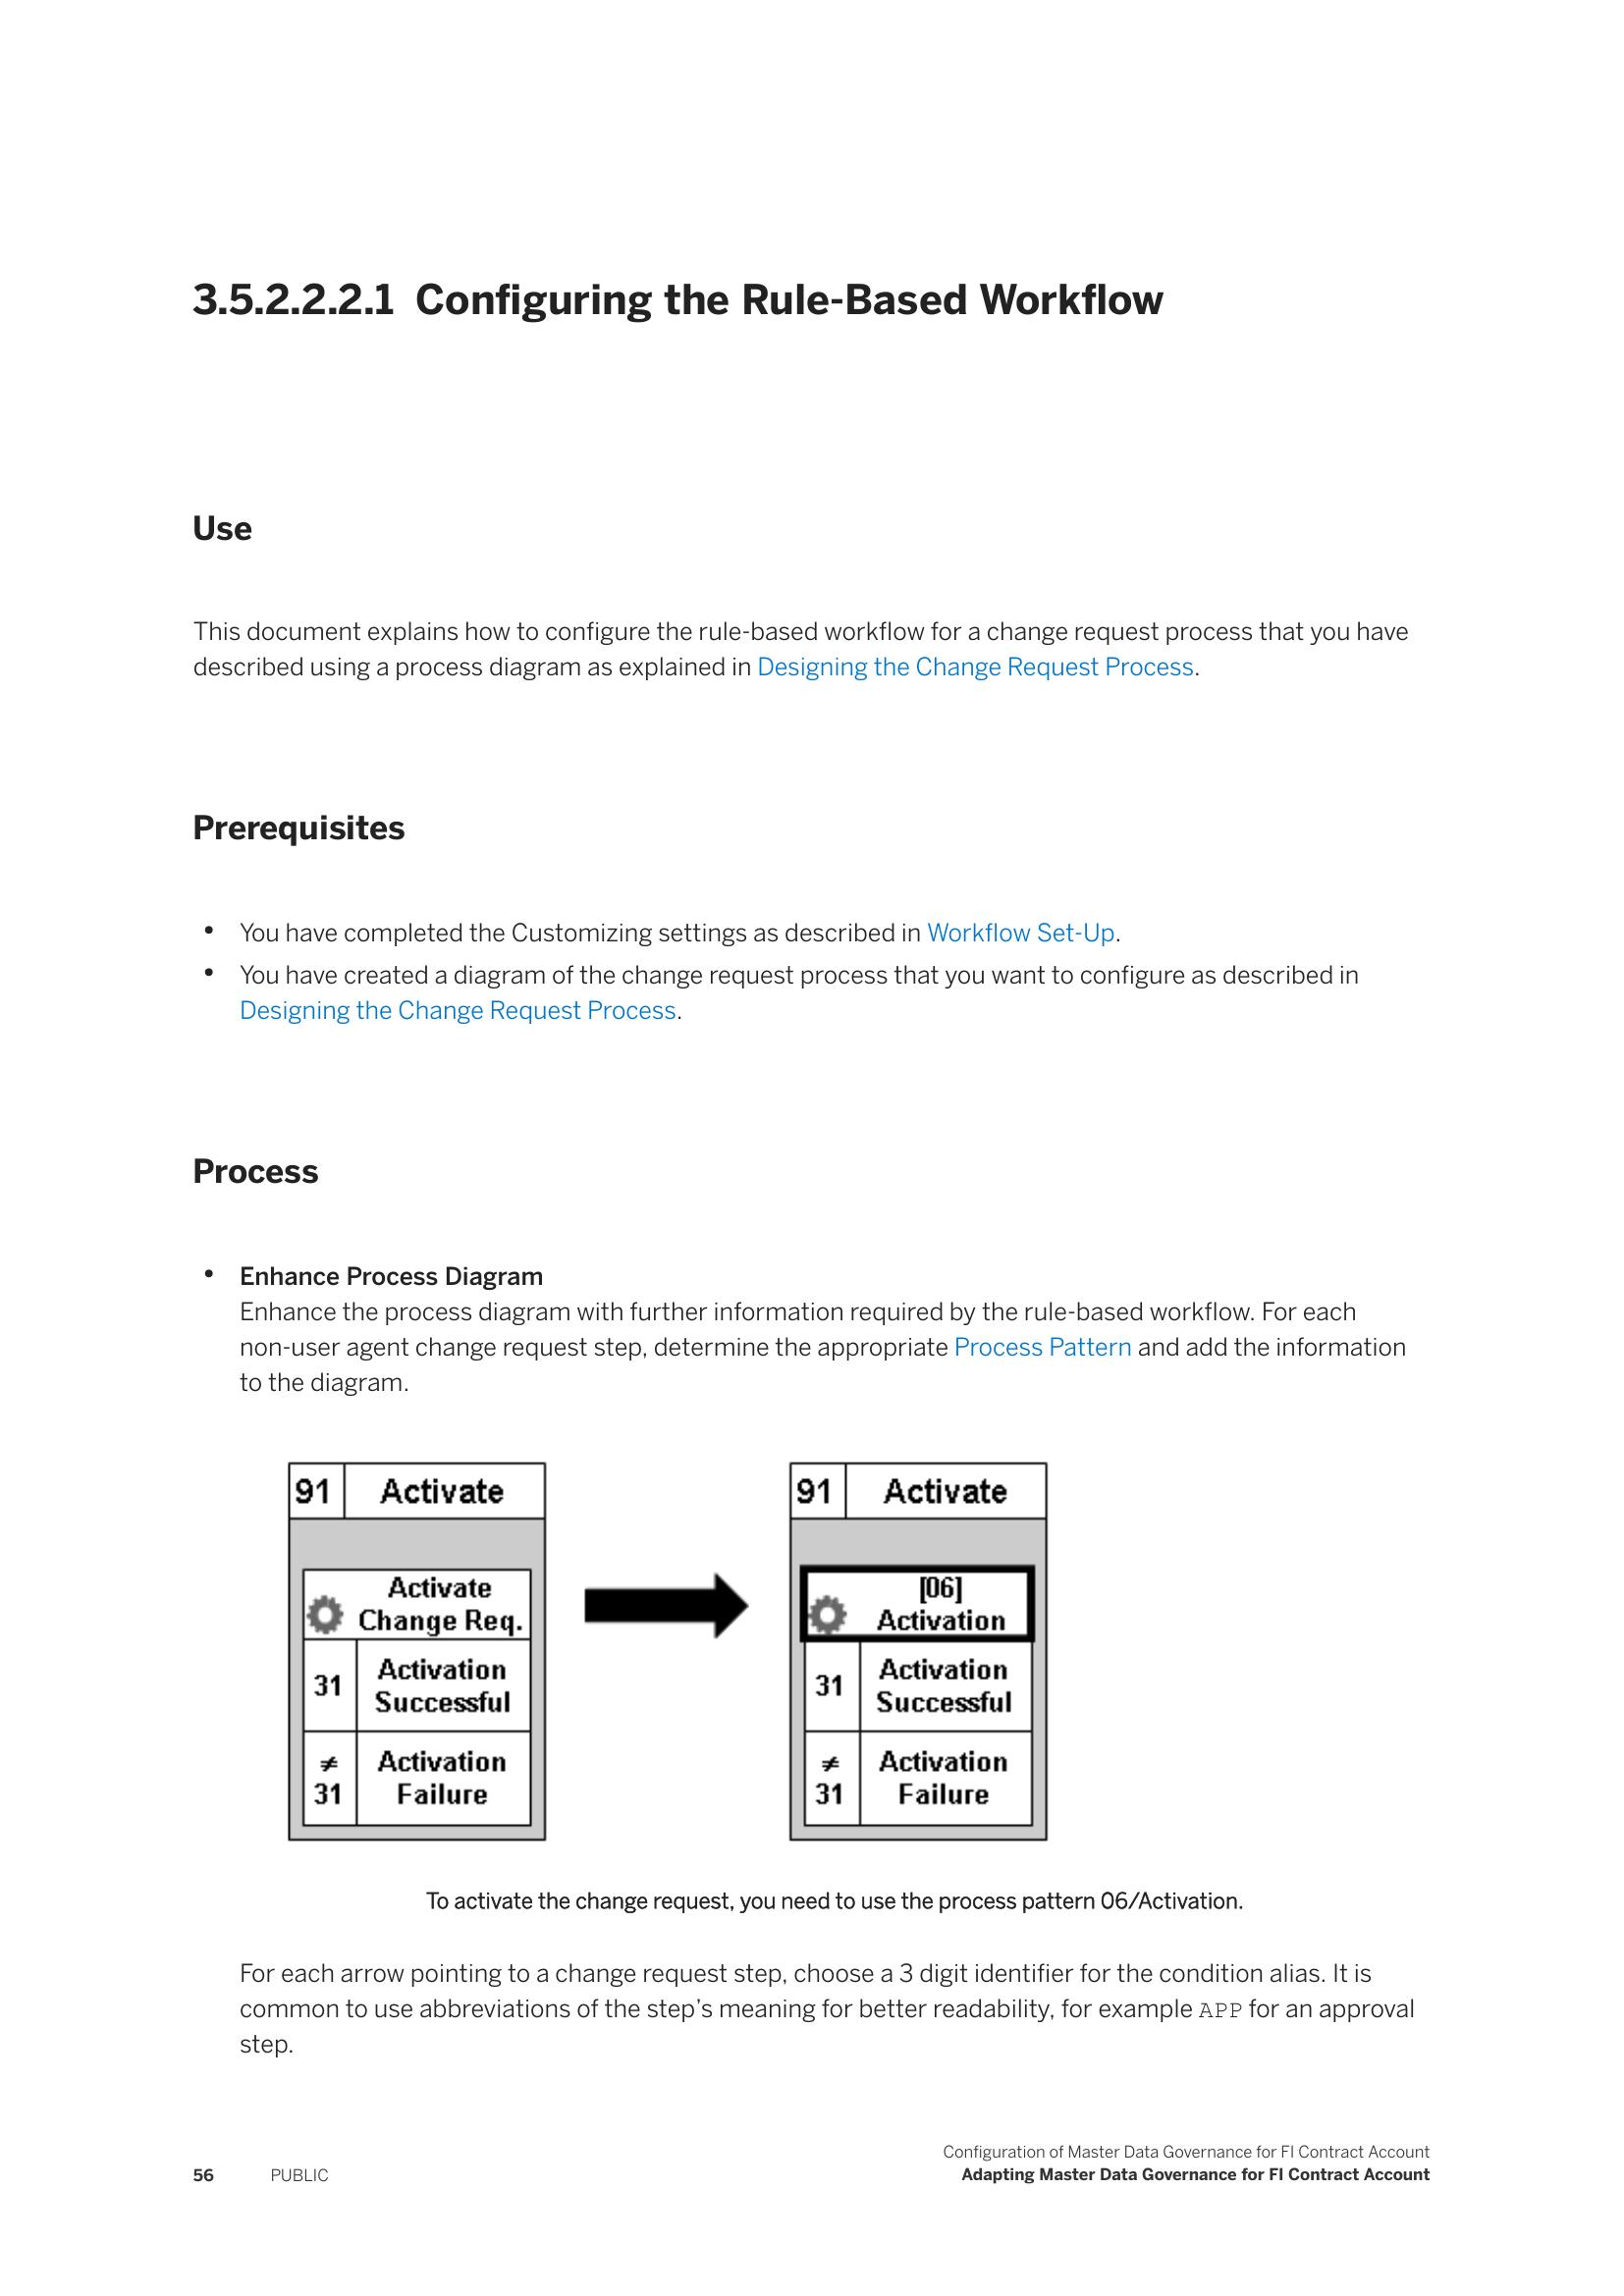 3.5.2.2.2.1 Configuring the Rule-Based Workflow
Use
This document explains how to configure the rule-based workflow for a change request process that you have
described using a process diagram as explained in Designing the Change Request Process.
Prerequisites
• You have completed the Customizing settings as described in Workflow Set-Up.
• You have created a diagram of the change request process that you want to configure as described in
Designing the Change Request Process.
Process
• Enhance Process Diagram
Enhance the process diagram with further information required by the rule-based workflow. For each
non-user agent change request step, determine the appropriate Process Pattern and add the information
to the diagram.
91 Activate
Activate
Change Req.
31 Activation
Successful
≠ 31 Activation
Failure
91 Activate
[06]
Activation
31 Activation
Successful
≠ 31 Activation
Failure
To activate the change request, you need to use the process pattern 06/Activation.
For each arrow pointing to a change request step, choose a 3 digit identifier for the condition alias. It is
common to use abbreviations of the step's meaning for better readability, for example APP for an approval
step.
Configuration of Master Data Governance for FI Contract Account
56 PUBLIC Adapting Master Data Governance for FI Contract Account